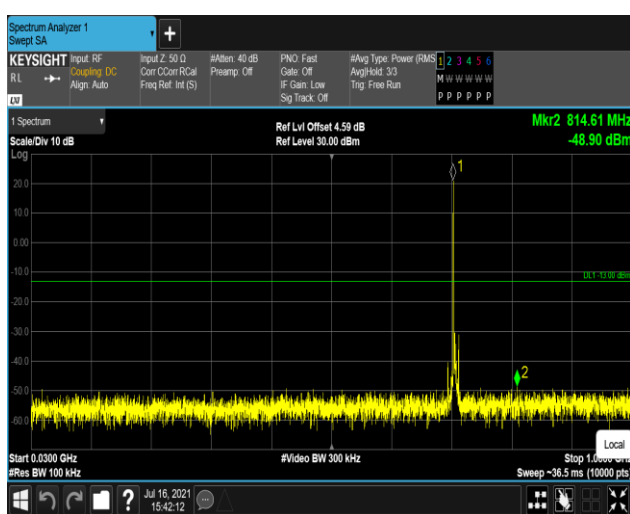 Spectrum Analyzer 1
Swept SA
KEYSIGHT
RL
LXI
Input: RF
Coupling: DC
Align: Auto
Input Z: 50 Ω
Corr CCorr RCal
Freq Ref: Int (S)
#Atten: 40 dB
Preamp: Off
PNO: Fast
Gate: Off
IF Gain: Low
Sig Track: Off
#Avg Type: Power (RMS
Avg|Hold: 3/3
Trig: Free Run
1 2 3 4 5 6
M W W W W W
P P P P P P
1 Spectrum
Scale/Div 10 dB
Log
Ref Lvl Offset 4.59 dB
Ref Level 30.00 dBm
Mkr2 814.61 MHz
-48.90 dBm
1
20.0
10.0
0.00
-10.0
DL1 -13.00 dBm
-20.0
-30.0
-40.0
2
-50.0
-60.0
Local
Start 0.0300 GHz
#Res BW 100 kHz
#Video BW 300 kHz
Stop
Sweep ~36.5 ms (10000 pts)
?
Jul 16, 2021
15:42:12